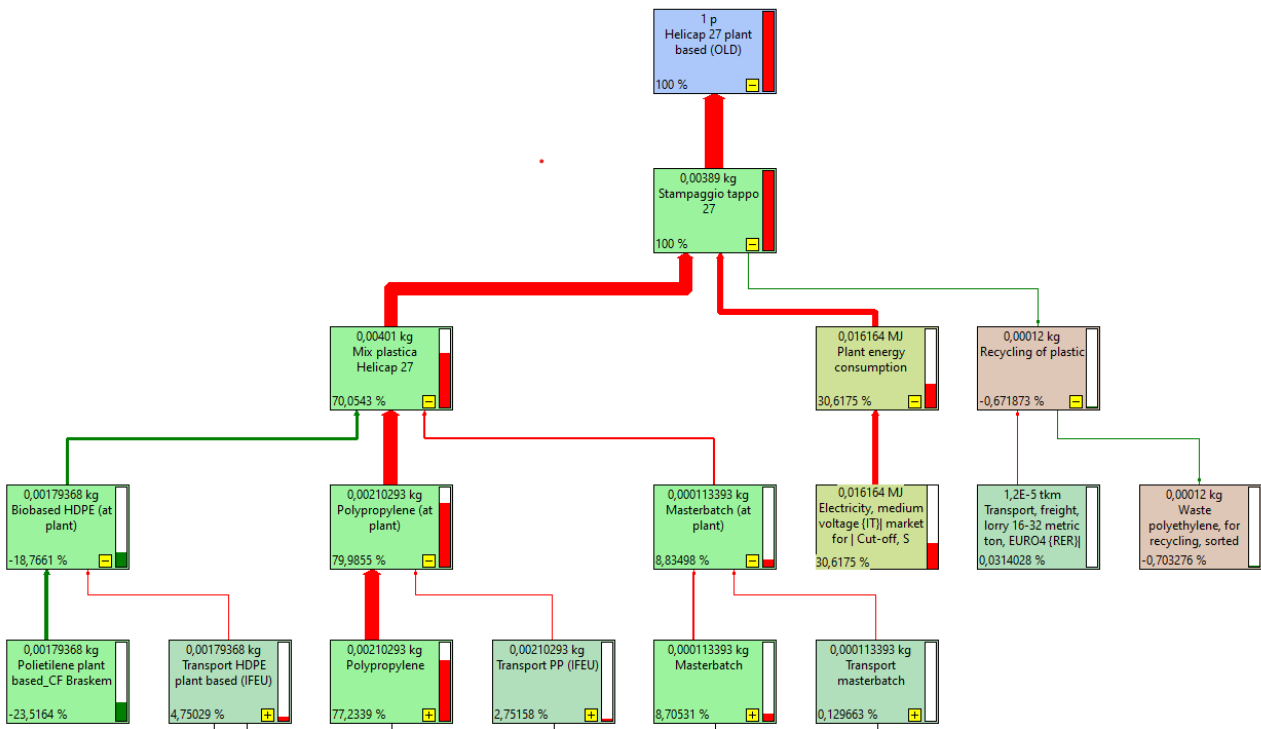 1 p
Helicap 27 plant
based (OLD)
100 %
0,00389 kg
Stampaggio tappo
27
100 %
0,00401 kg
Mix plastica
Helicap 27
70,0543 %
0,016164 MJ
Plant energy
consumption
30,6175 %
0,00012 kg
Recycling of plastic
-0,671873 %
0,00179368 kg
Biobased HDPE (at
plant)
-18,7661 %
0,00210293 kg
Polypropylene (at
plant)
79,9855 %
0,000113393 kg
Masterbatch (at
plant)
8,83498 %
0,016164 MJ
Electricity, medium
voltage {IT}| market
for | Cut-off, S
30,6175 %
1,2E-5 tkm
Transport, freight,
lorry 16-32 metric
ton, EURO4 {RER}|
0,0314028 %
0,00012 kg
Waste
polyethylene, for
recycling, sorted
-0,703276 %
0,00179368 kg
Polietilene plant
based_CF Braskem
-23,5164 %
0,00179368 kg
Transport HDPE
plant based (IFEU)
4,75029 %
0,00210293 kg
Polypropylene
77,2339 %
0,00210293 kg
Transport PP (IFEU)
2,75158 %
0,000113393 kg
Masterbatch
8,70531 %
0,000113393 kg
Transport
masterbatch
0,129663 %